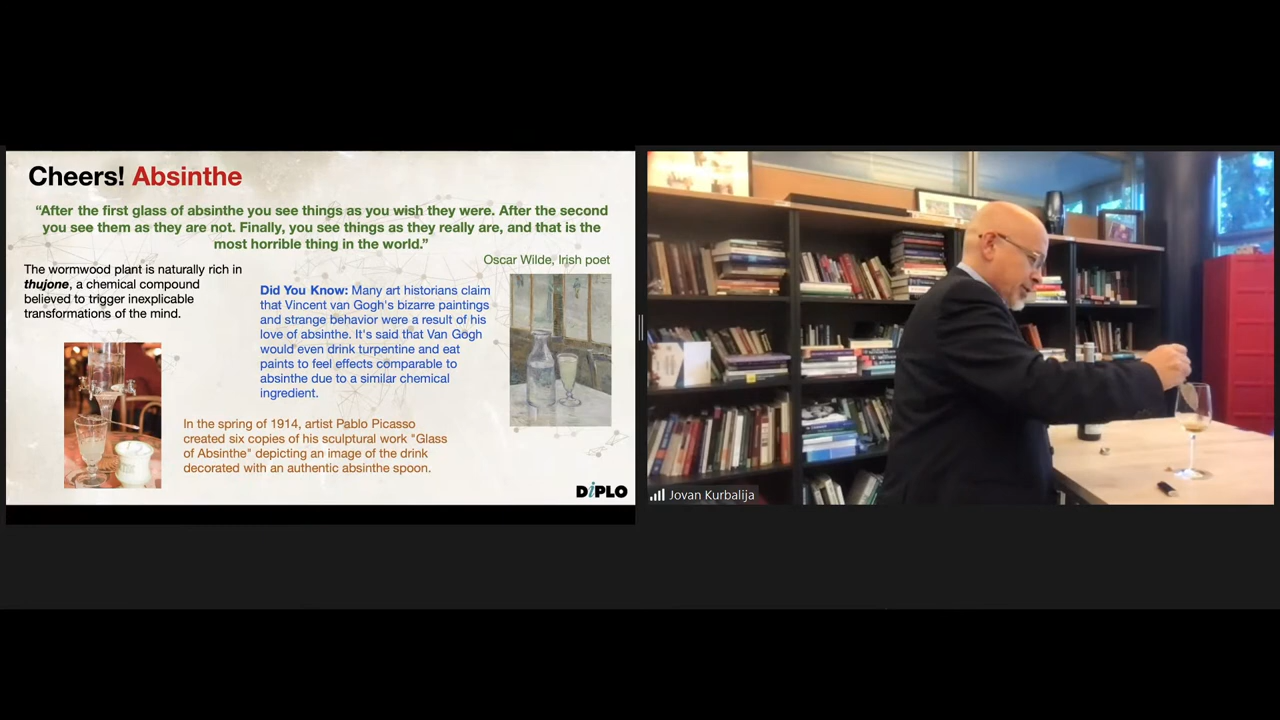 Cheers! Absinthe
“After the first glass of absinthe you see things as you wish they were. After the second
you see them as they are not. Finally, you see things as they really are, and that is the
most horrible thing in the world.”
Oscar Wilde, Irish poet
The wormwood plant is naturally rich in
thujone, a chemical compound
believed to trigger inexplicable
transformations of the mind.
Did You Know: Many art historians claim
that Vincent van Gogh's bizarre paintings
and strange behavior were a result of his
love of absinthe. It's said that Van Gogh
would even drink turpentine and eat
paints to feel effects comparable to
absinthe due to a similar chemical
ingredient.
In the spring of 1914, artist Pablo Picasso
created six copies of his sculptural work "Glass
of Absinthe" depicting an image of the drink
decorated with an authentic absinthe spoon.
DiPLO
Jovan Kurbalija